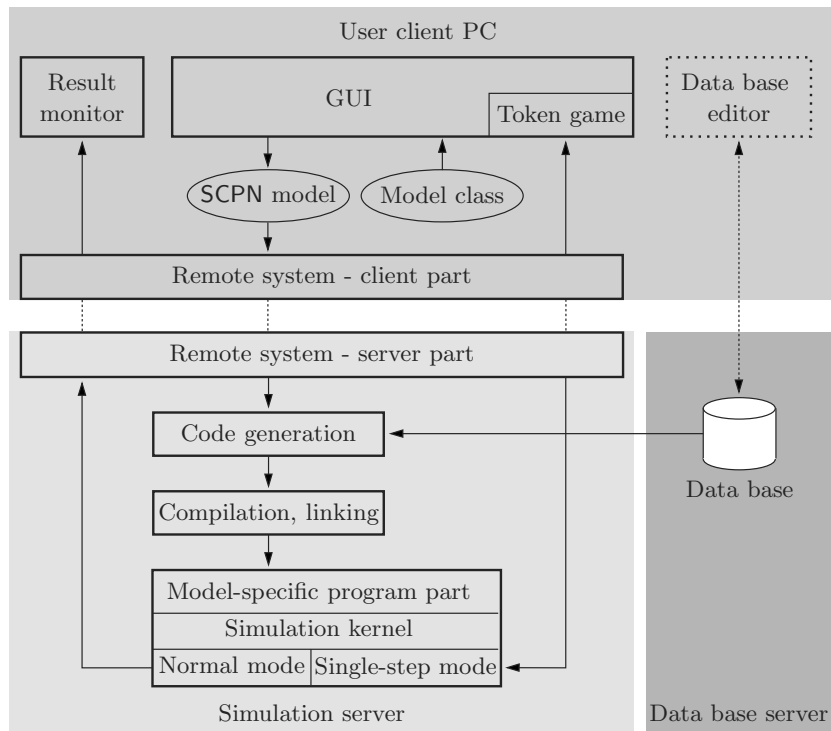 User client PC
Result
monitor
GUI
Token game
Data base
editor
SCPN model
Model class
Remote system - client part
Remote system - server part
Code generation
Data base
Compilation, linking
Model-specific program part
Simulation kernel
Normal mode
Single-step mode
Simulation server
Data base server